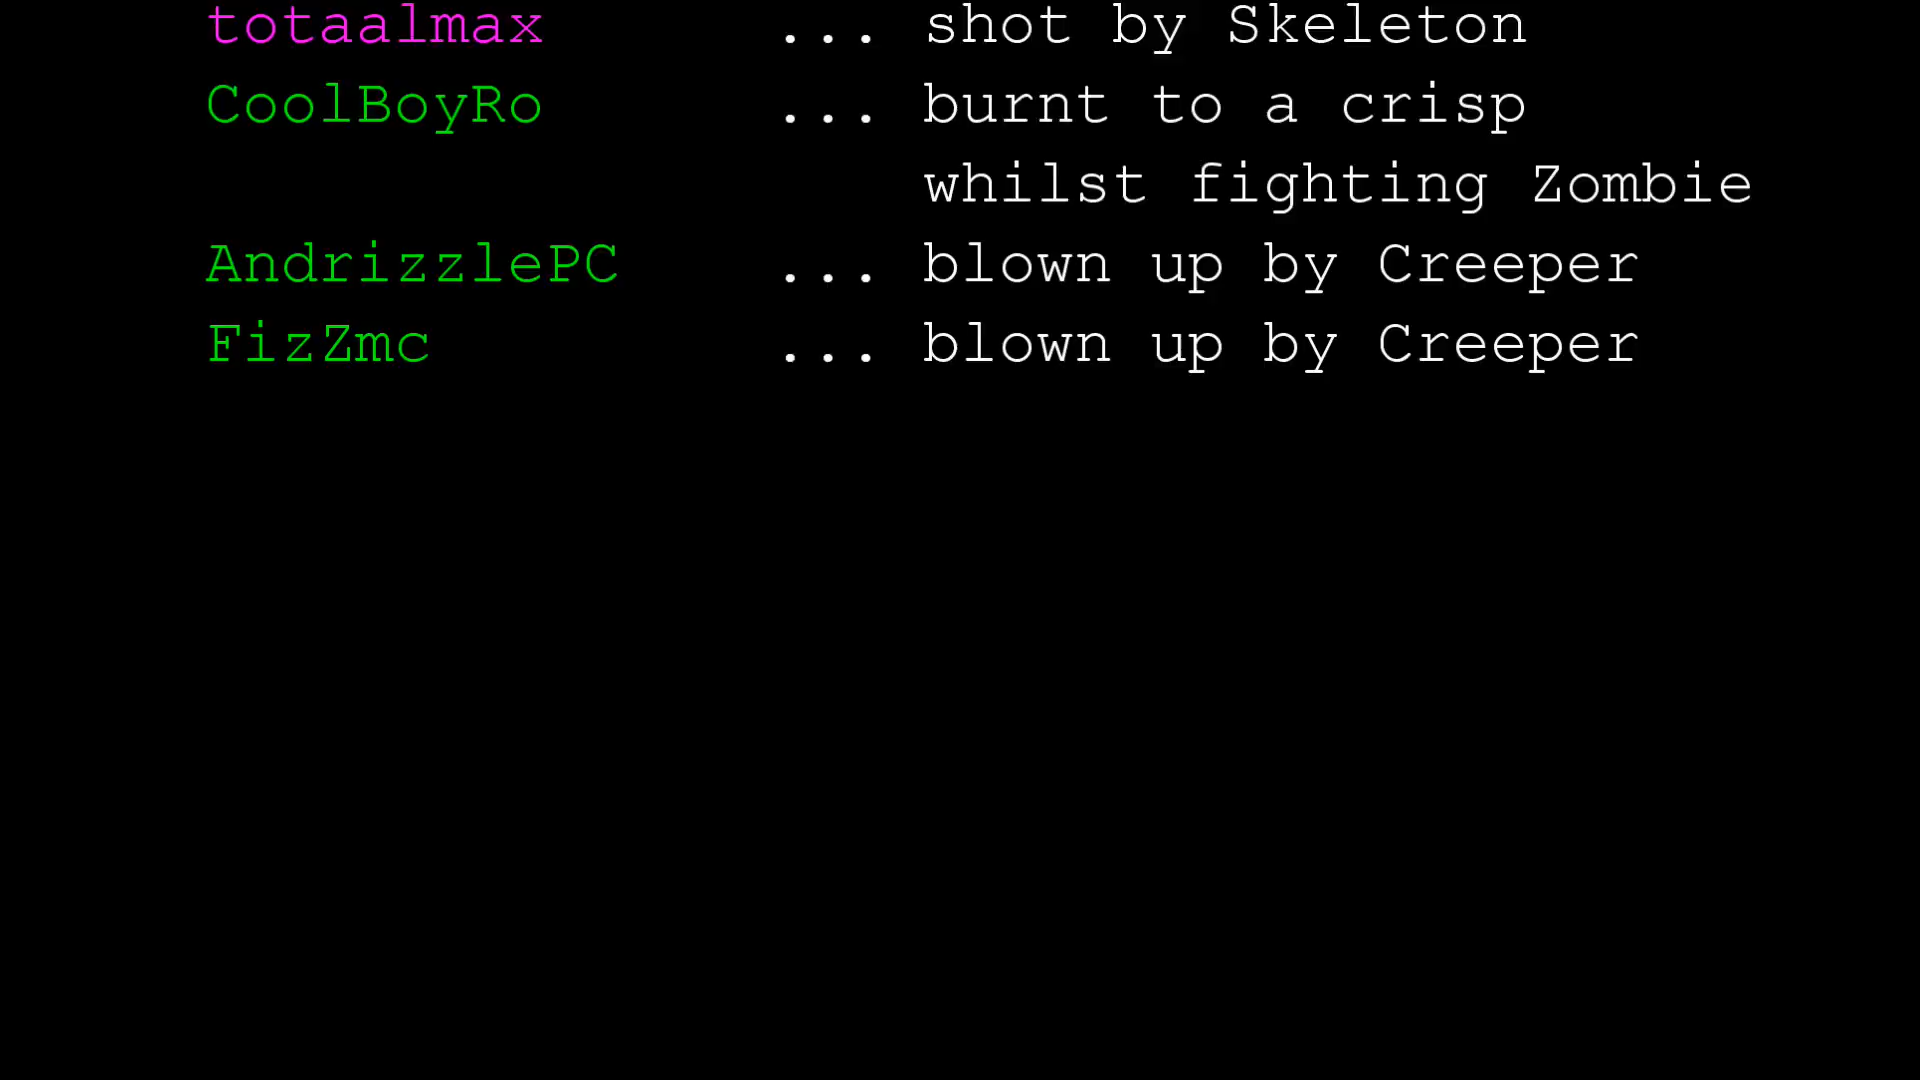 totaalmax ... shot by Skeleton
CoolBoyRo ... burnt to a crisp
whilst fighting Zombie
AndrizzlePC ... blown up by Creeper
FizZmc ... blown up by Creeper